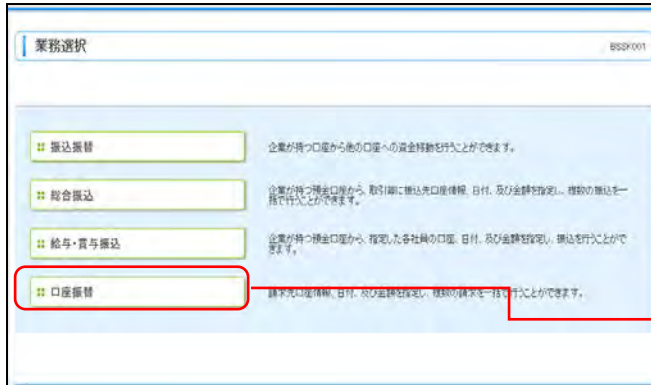 業務選択
BSSK001
振込振替
企業が持つ口座から他の口座への資金移動を行うことができます。
総合振込
企業が持つ預金口座から、取引毎に振込先口座情報、日付、及び金額を指定し、複数の振込を一
括で行うことができます。
給与・賞与振込
企業が持つ預金口座から、指定した各社員の口座、日付、及び金額を指定し、振込を行うことがで
きます。
口座振替
請求先口座情報、日付、及び金額を指定し、複数の請求を一括で行うことができます。